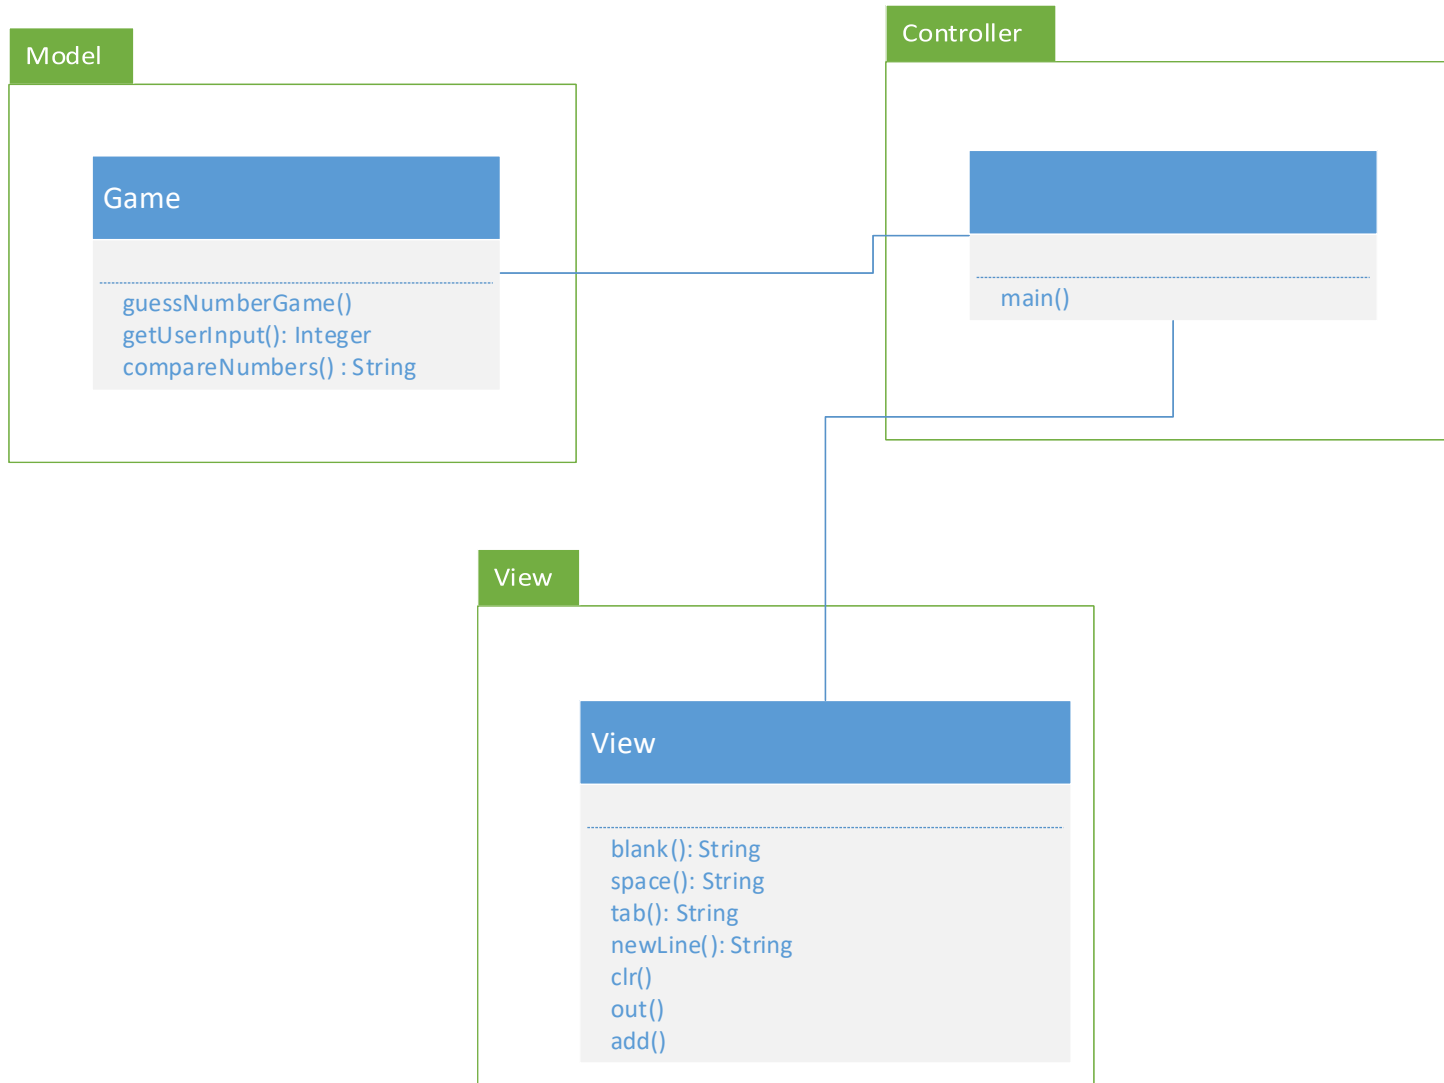 Model
Game
guessNumberGame()
getUserInput(): Integer
compareNumbers() : String
Controller
main()
View
View
blank(): String
space(): String
tab(): String
newLine(): String
clr()
out()
add()